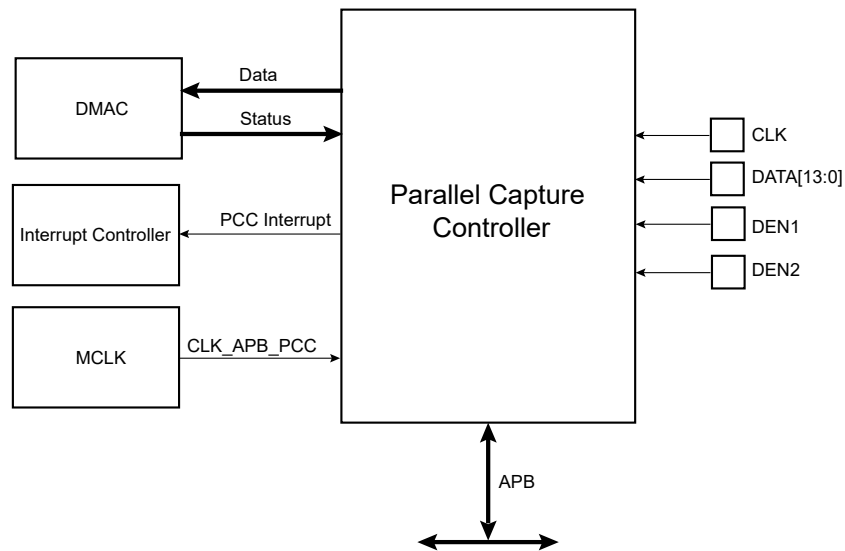 Data
DMAC
Status
CLK
DATA[13:0]
Parallel Capture
Controller
PCC Interrupt
Interrupt Controller
DEN1
DEN2
CLK_APB_PCC
MCLK
APB